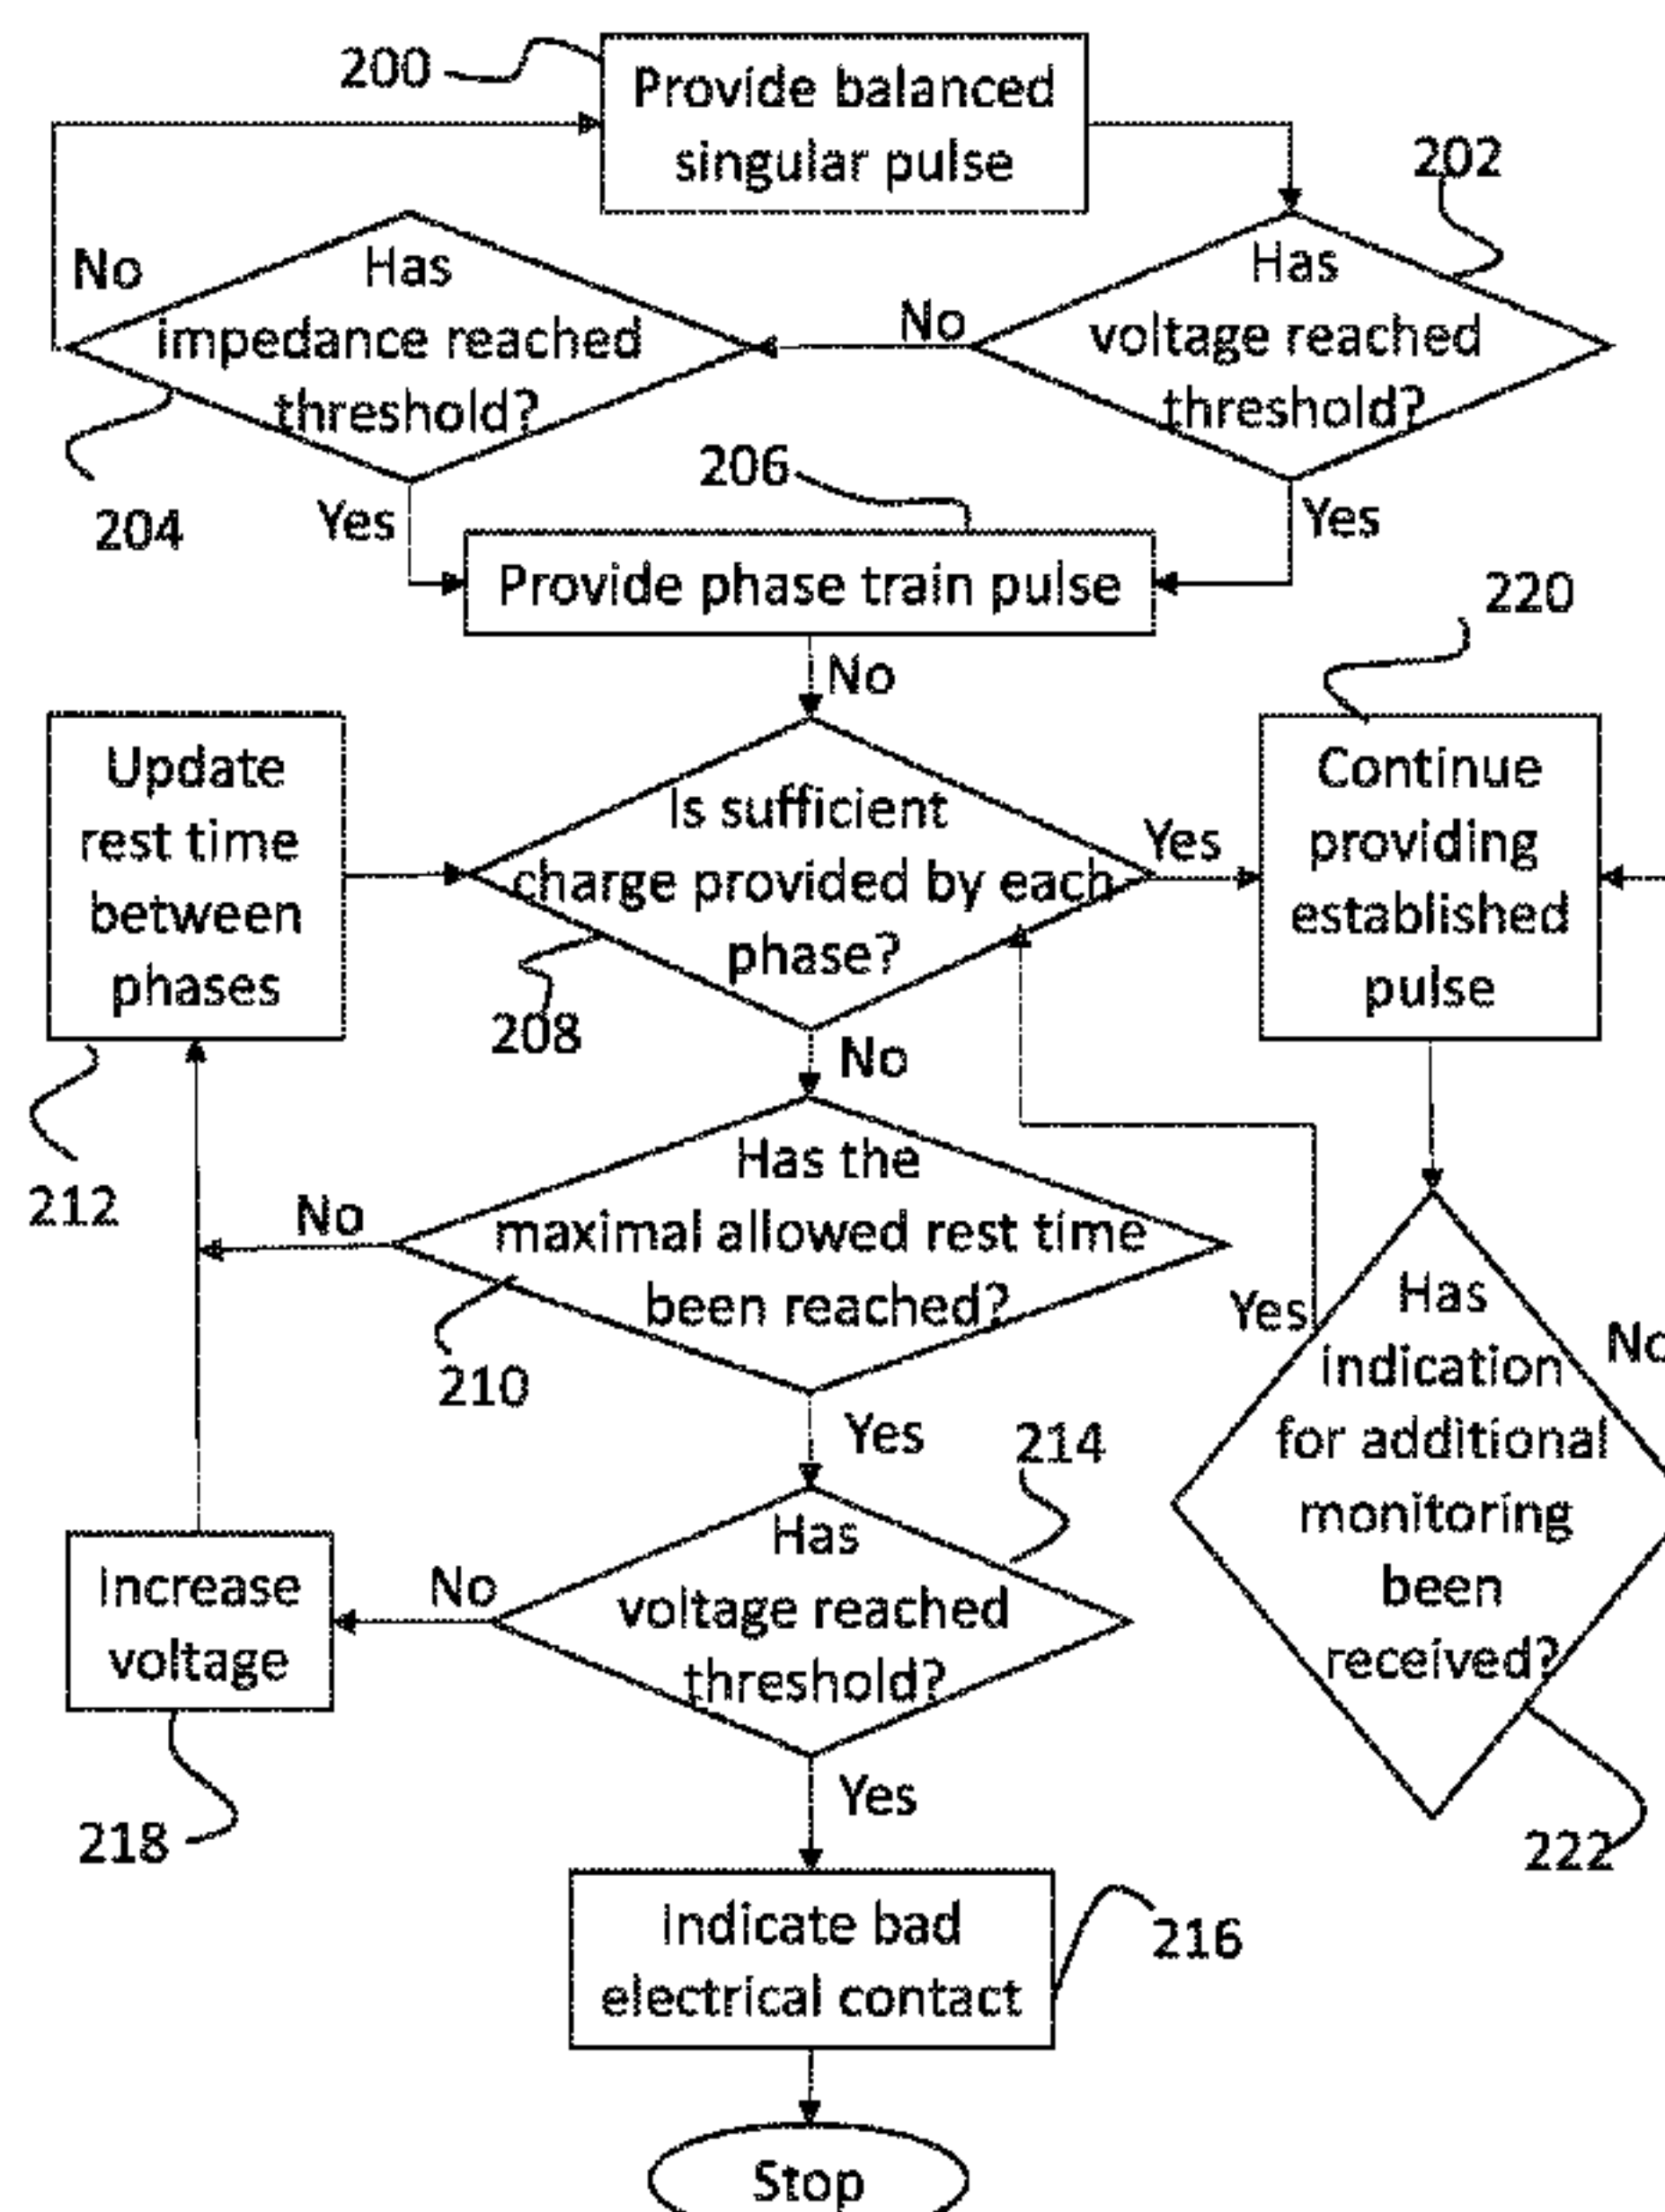 200
Provide balanced
singular pulse
202
No
Has
impedance reached
threshold?
No
Has
voltage reached
threshold?
206
204
Yes
Yes
Provide phase train pulse
220
No
Update
rest time
between
phases
Is sufficient
charge provided by each
phase?
Yes
Continue
providing
established
pulse
208
No
212
No
Has the
maximal allowed rest time
been reached?
210
Yes
Has
indication
for additional
monitoring
been
received?
Yes
214
Increase
voltage
No
Has
voltage reached
threshold?
218
Yes
222
Indicate bad
electrical contact
216
Stop